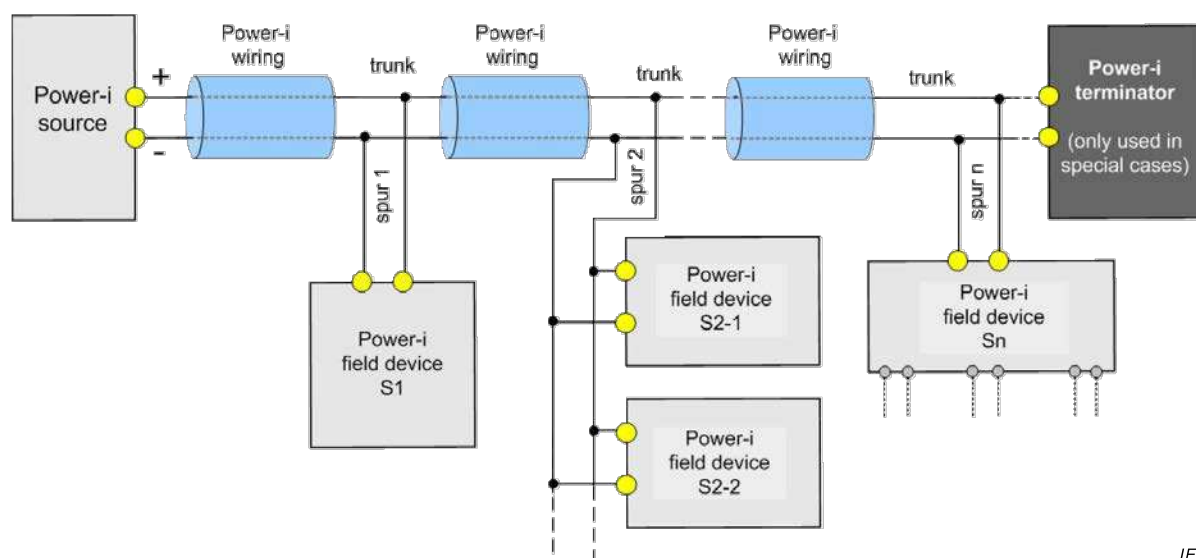 Power-i
wiring
Power-i
wiring
Power-i
wiring
trunk
trunk
trunk
Power-i
source
+
-
Power-i
terminator
(only used in
special cases)
spur 1
spur 2
spur n
Power-i
field device
S1
Power-i
field device
S2-1
Power-i
field device
S2-2
Power-i
field device
Sn